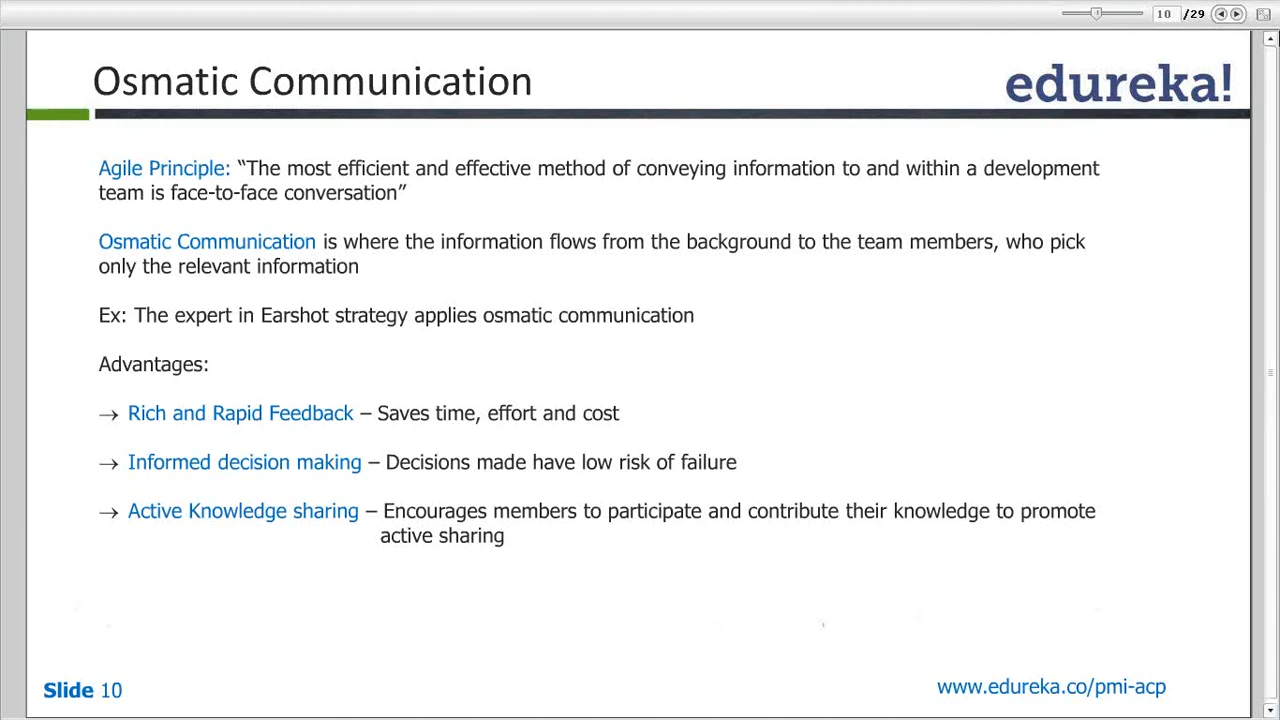 10 /29
Osmatic Communication
edureka!
Agile Principle: “The most efficient and effective method of conveying information to and within a development
team is face-to-face conversation”
Osmatic Communication is where the information flows from the background to the team members, who pick
only the relevant information
Ex: The expert in Earshot strategy applies osmatic communication
Advantages:
→ Rich and Rapid Feedback – Saves time, effort and cost
→ Informed decision making – Decisions made have low risk of failure
→ Active Knowledge sharing – Encourages members to participate and contribute their knowledge to promote
active sharing
Slide 10
www.edureka.co/pmi-acp